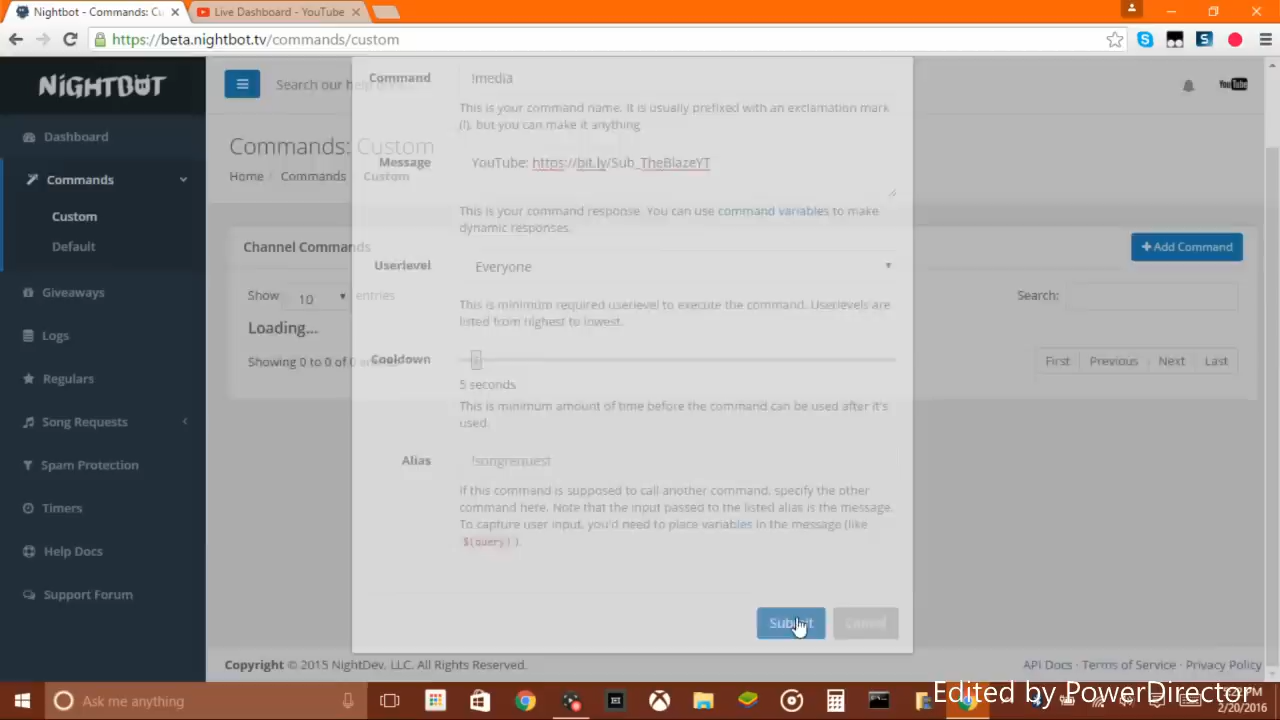 Nightbot - Commands: Cu
Live Dashboard - YouTube
https://beta.nightbot.tv/commands/custom
NIGHTBOT
Search our help
YouTube
Dashboard
Commands
Custom
Default
Giveaways
Logs
Regulars
Song Requests
Spam Protection
Timers
Help Docs
Support Forum
Commands: Custom
Home
Commands
Custom
Channel Commands
+ Add Command
Show 10 entries
Search:
Loading....
Showing 0 to 0 of 0 entries
First Previous Next Last
Command
!media
This is your command name. It is usually prefixed with an exclamation mark
(!), but you can make it anything.
Message
YouTube: https://bit.ly/Sub_TheBlazeYT
This is your command response. You can use command variables to make
dynamic responses.
Userlevel
Everyone
This is minimum required userlevel to execute the command. Userlevels are
listed from highest to lowest.
Cooldown
5 seconds
This is minimum amount of time before the command can be used after it's
used.
Alias
!songrequest
If this command is supposed to call another command, specify the other
command here. Note that the input passed to the listed alias is the message.
To capture user input, you'd need to place variables in the message (like
$(query)).
Submit
Cancel
Copyright © 2015 NightDev, LLC. All Rights Reserved.
API Docs · Terms of Service · Privacy Policy
Ask me anything
Edited by PowerDirector
2/20/2016